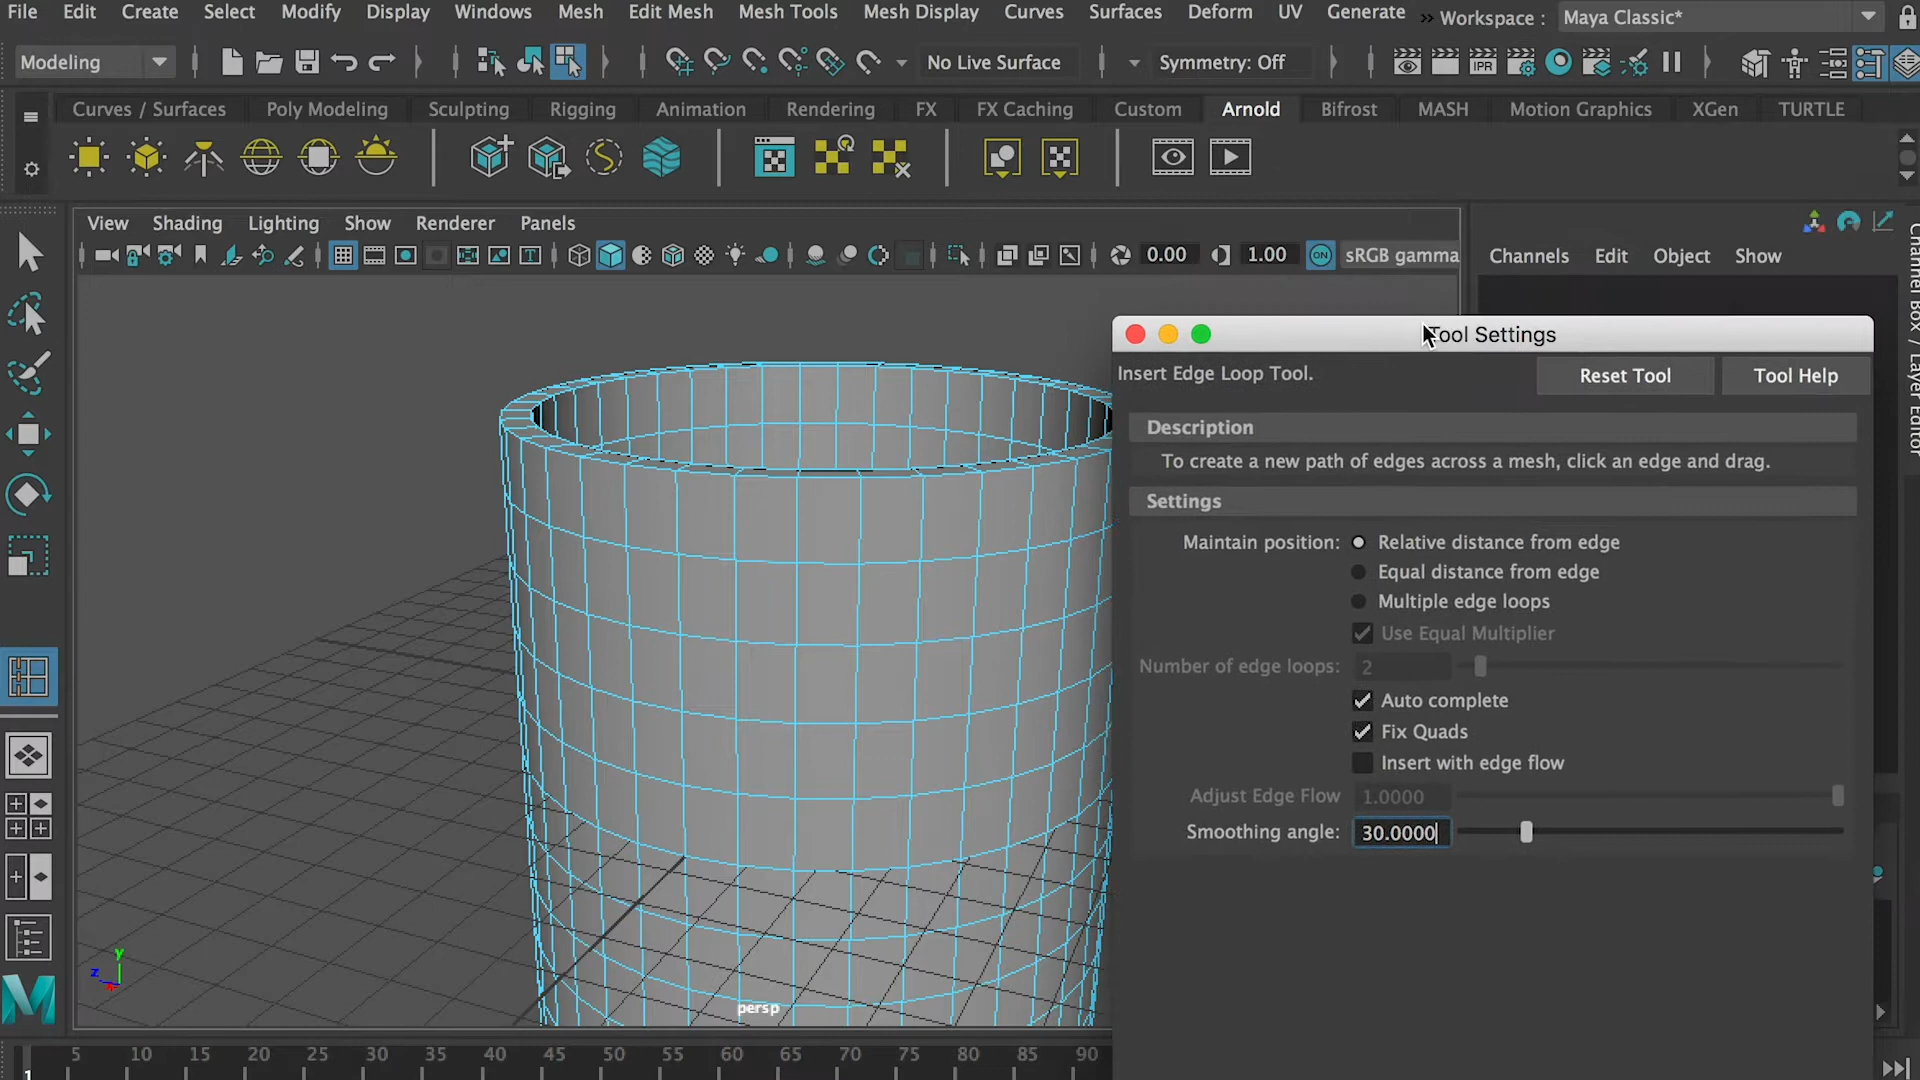 File Edit Create Select Modify Display Windows Mesh Edit Mesh Mesh Tools Mesh Display Curves Surfaces Deform UV Generate » Workspace : Maya Classic*
Modeling No Live Surface Symmetry: Off IPR
Curves / Surfaces Poly Modeling Sculpting Rigging Animation Rendering FX FX Caching Custom Arnold Bifrost MASH Motion Graphics XGen TURTLE
View Shading Lighting Show Renderer Panels
0.00 1.00 ON sRGB gamma
Channels Edit Object Show
Channel Box / Layer Editor
Tool Settings
Insert Edge Loop Tool. Reset Tool Tool Help
Description
To create a new path of edges across a mesh, click an edge and drag.
Settings
Maintain position: Relative distance from edge
Equal distance from edge
Multiple edge loops
Use Equal Multiplier
Number of edge loops: 2
Auto complete
Fix Quads
Insert with edge flow
Adjust Edge Flow 1.0000
Smoothing angle: 30.0000
y
z
persp
5 10 15 20 25 30 35 40 45 50 55 60 65 70 75 80 85 90
1